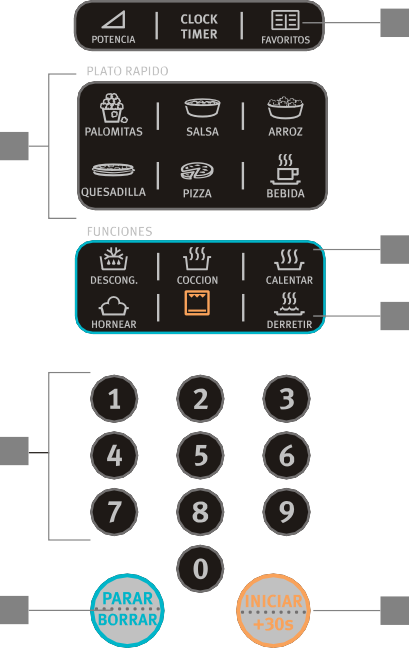 POTENCIA
CLOCK
TIMER
FAVORITOS
PLATO RAPIDO
PALOMITAS
SALSA
ARROZ
QUESADILLA
PIZZA
BEBIDA
FUNCIONES
DESCONG.
COCCION
CALENTAR
HORNEAR
DERRETIR
1 2 3
4 5 6
7 8 9
0
PARAR
BORRAR
INICIAR
+30s